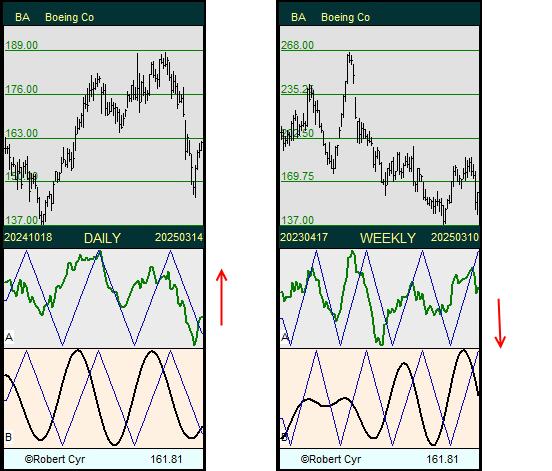 BA Boeing Co
189.00
176.00
163.00
137.00
20241018 DAILY 20250314
A
B
©Robert Cyr 161.81
BA Boeing Co
268.00
235.2
169.75
137.00
20230417 WEEKLY 20250310
A
B
©Robert Cyr 161.81